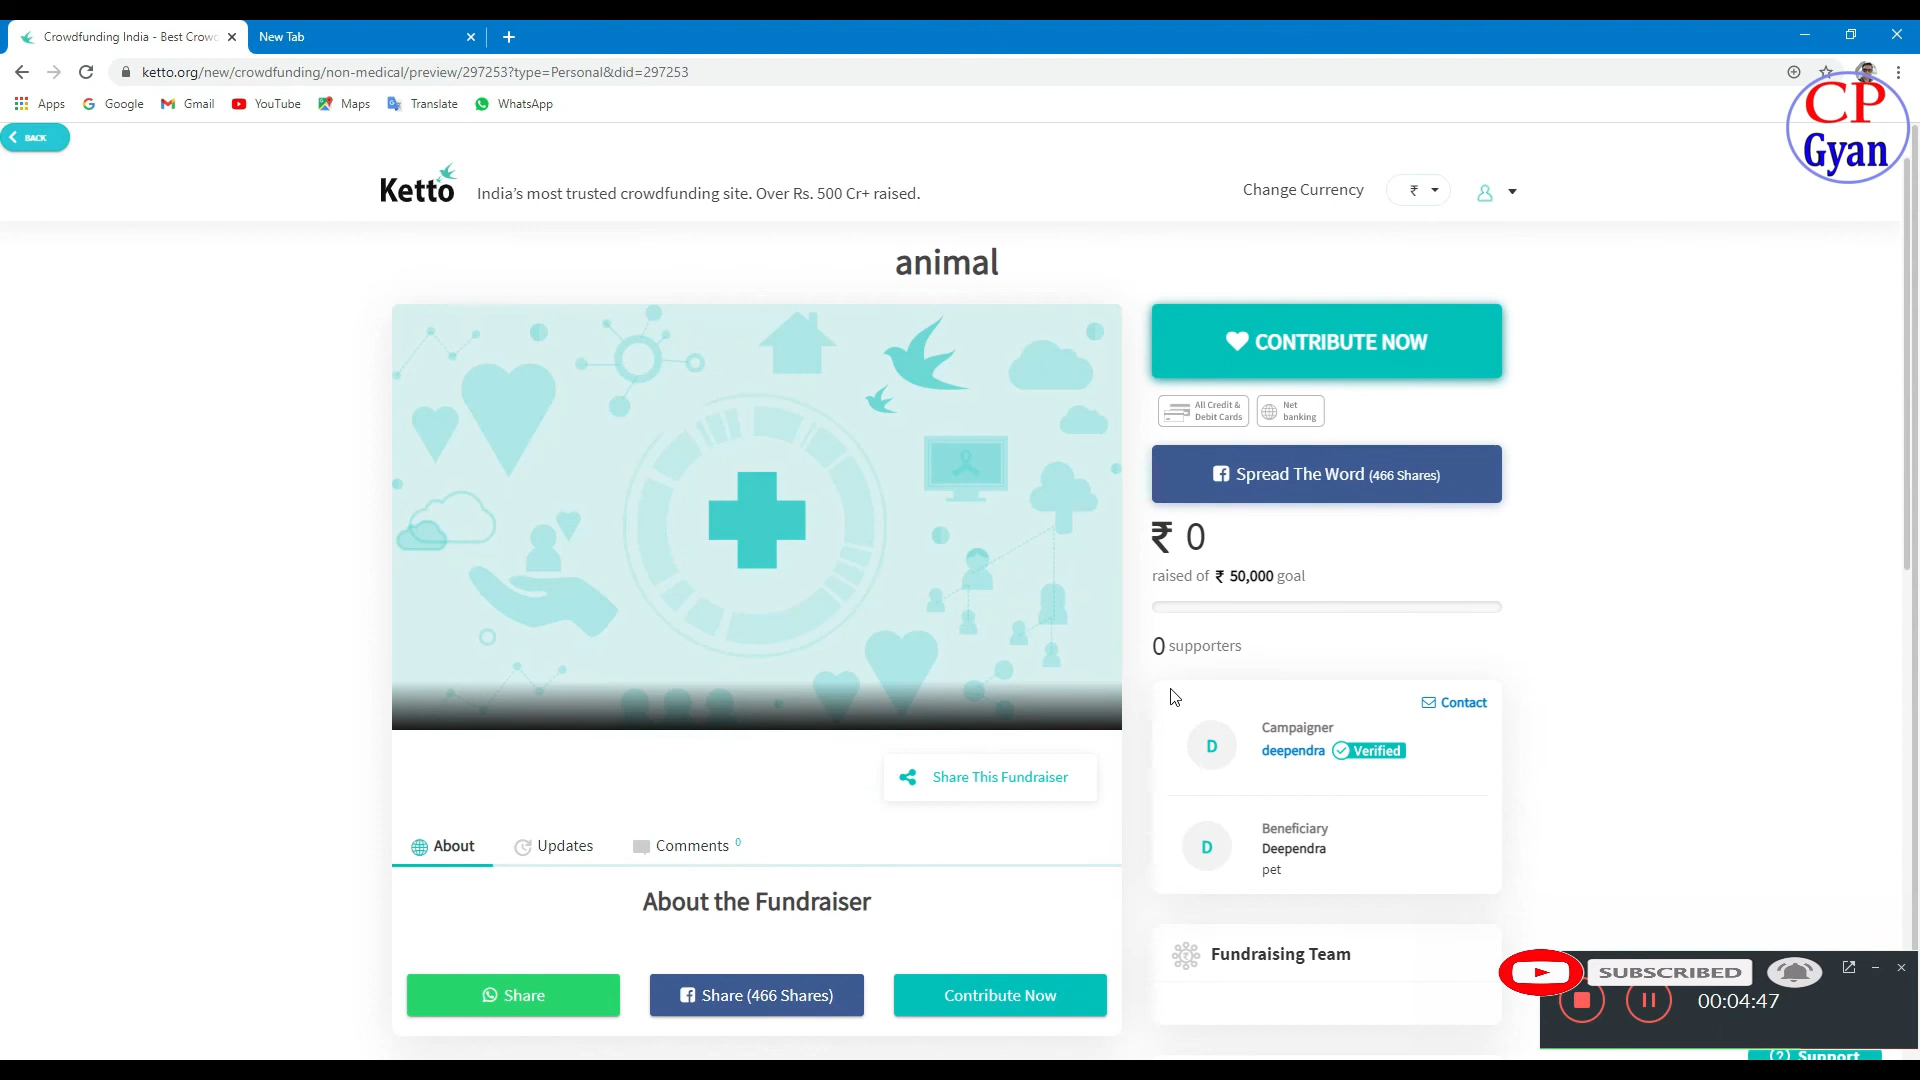 Crowdfunding India - Best Crowd
New Tab
ketto.org/new/crowdfunding/non-medical/preview/297253?type=Personal&did=297253
Apps
Google
Gmail
YouTube
Maps
Translate
WhatsApp
CP
Gyan
BACK
Ketto
India's most trusted crowdfunding site. Over Rs. 500 Cr+ raised.
Change Currency
₹
animal
CONTRIBUTE NOW
All Credit &
Debit Cards
Net
banking
Spread The Word (466 Shares)
₹ 0
raised of ₹ 50,000 goal
0 supporters
Contact
D
Campaigner
deependra
Verified
D
Beneficiary
Deependra
pet
Share This Fundraiser
About
Updates
Comments 0
About the Fundraiser
Share
Share (466 Shares)
Contribute Now
Fundraising Team
SUBSCRIBED
00:04:47
Support